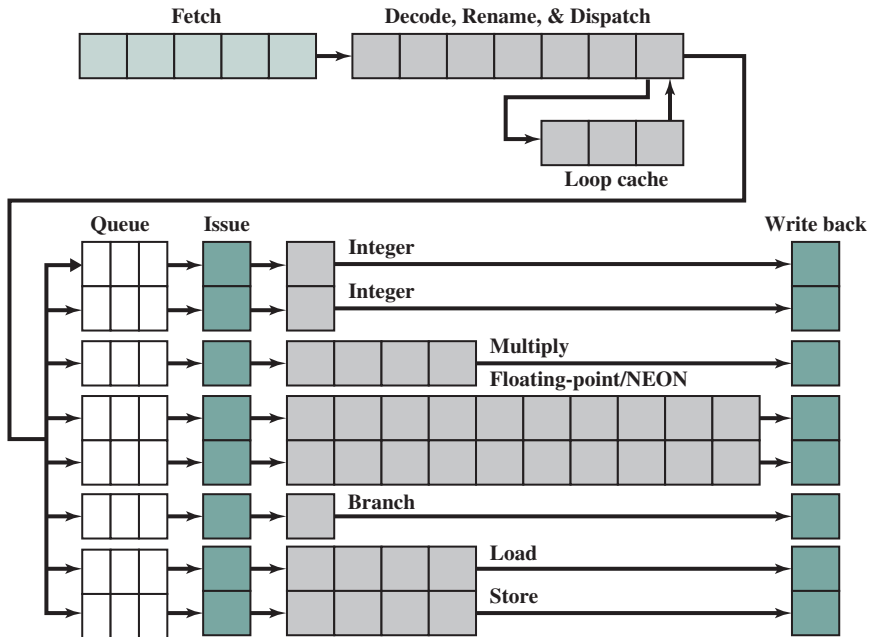 Fetch
Decode, Rename, & Dispatch
Loop cache
Queue
Issue
Write back
Integer
Integer
Multiply
Floating-point/NEON
Branch
Load
Store